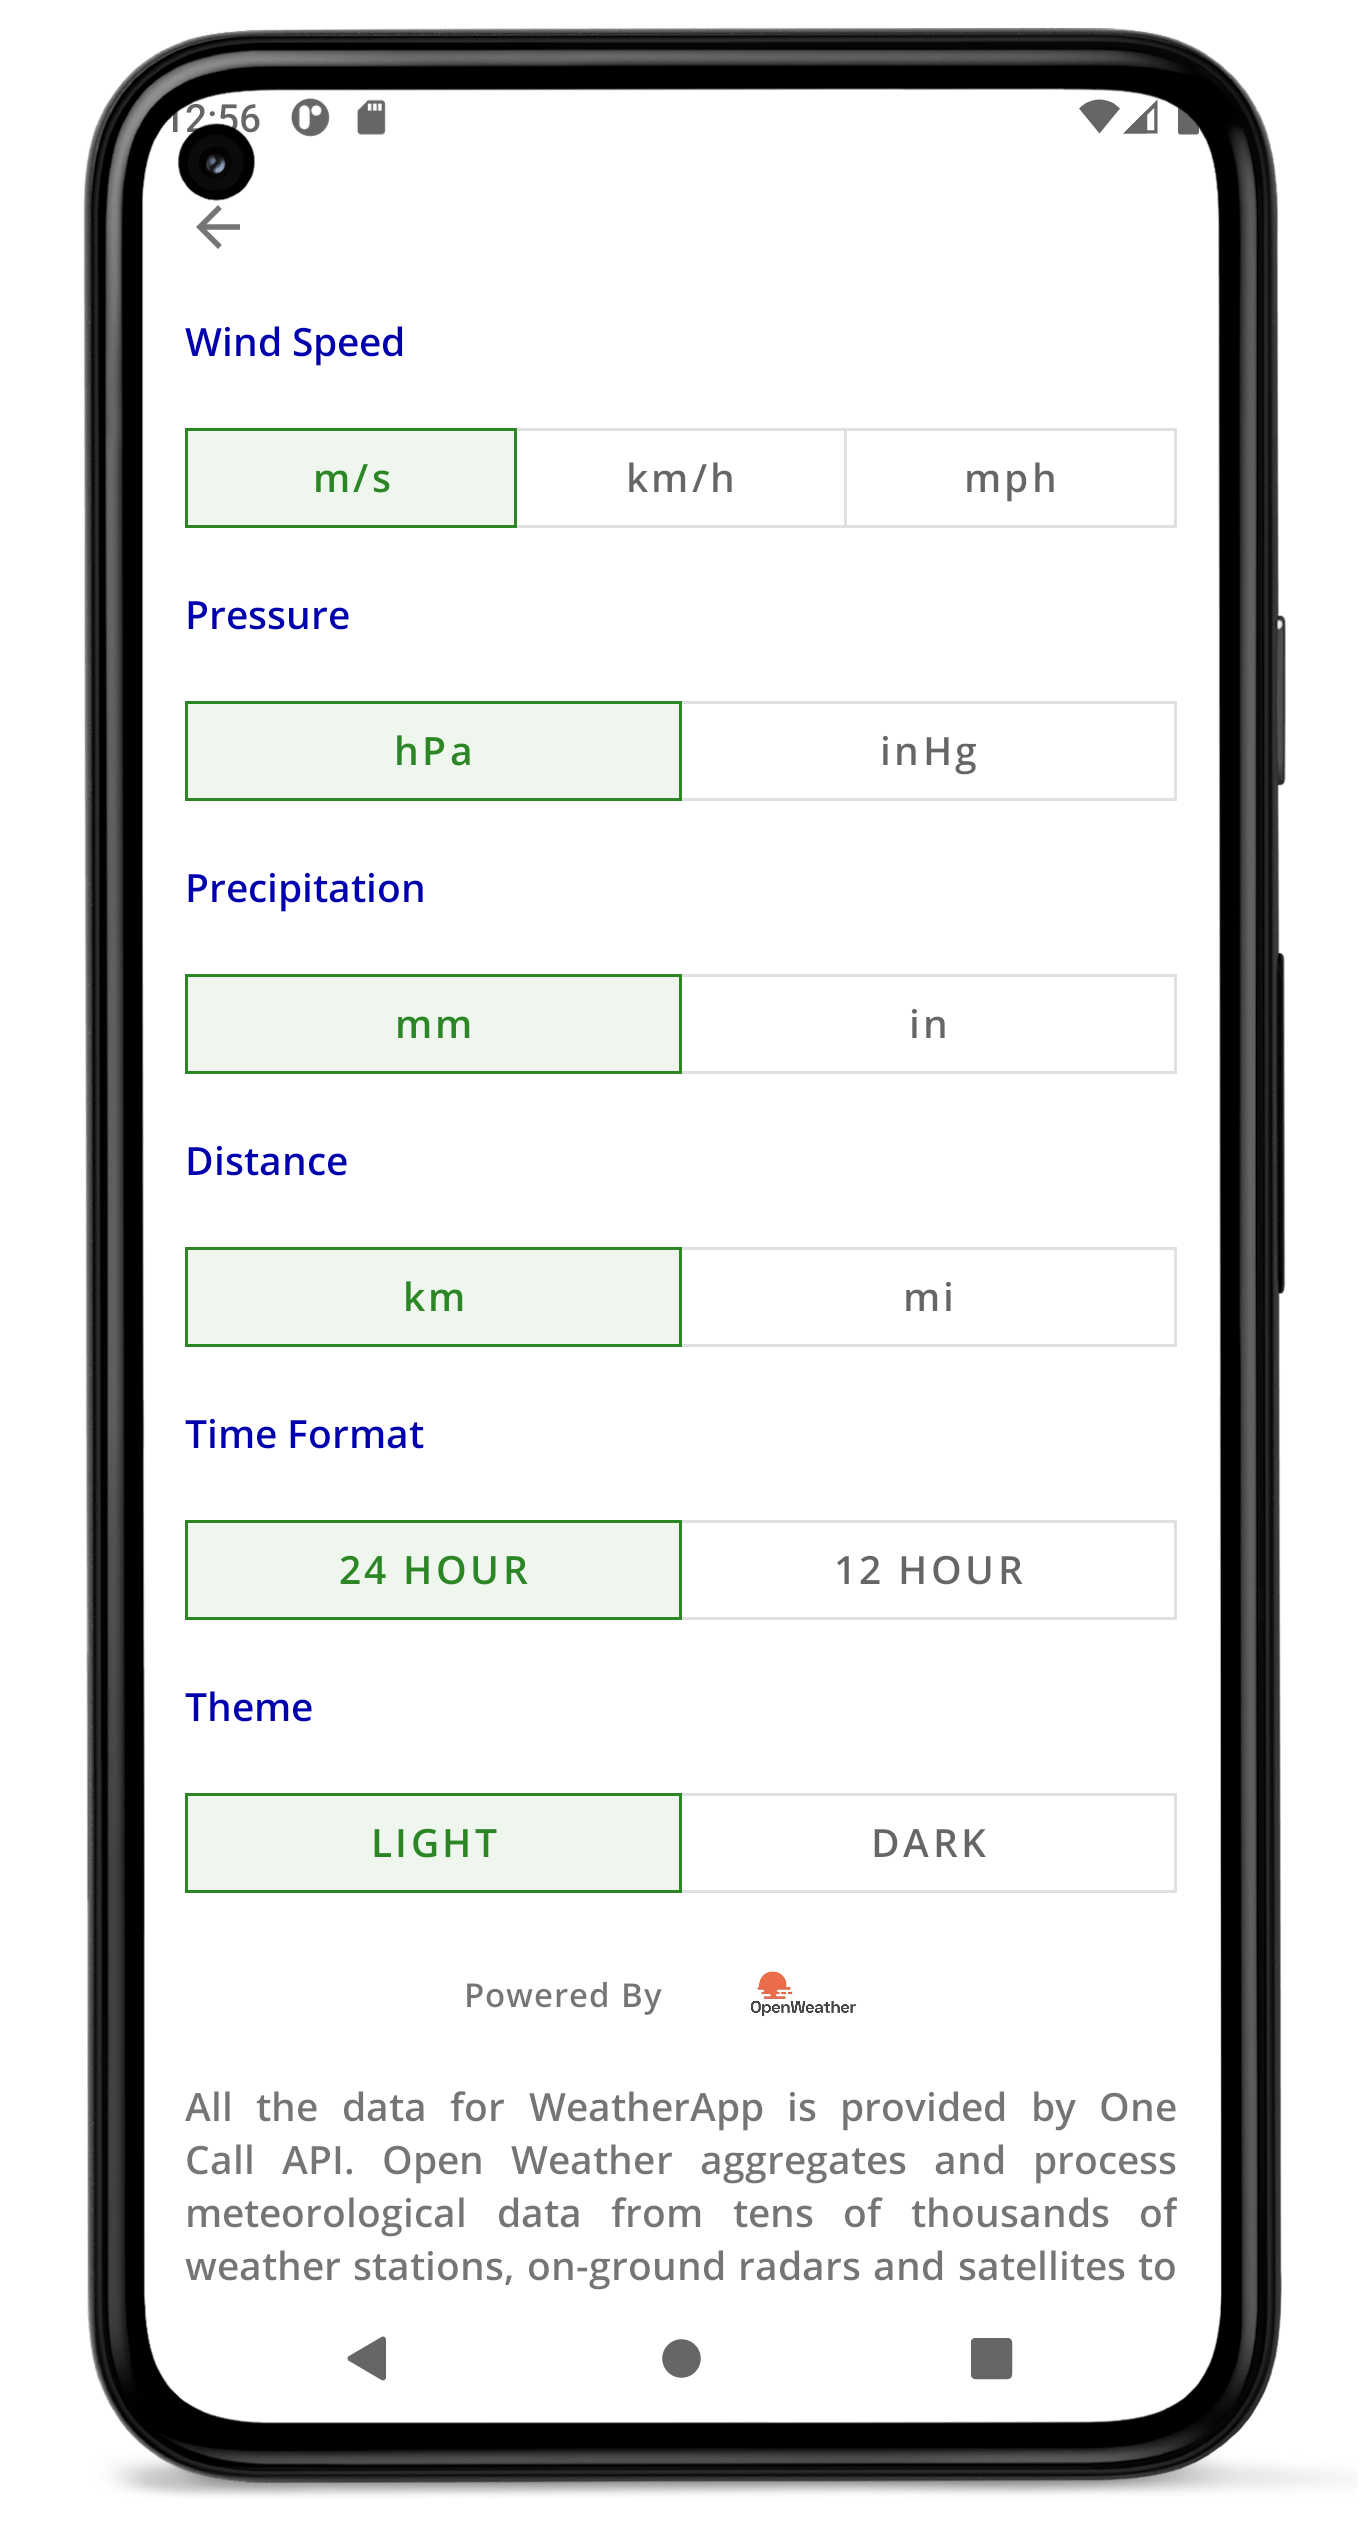 12:56
Wind Speed
m/s km/h mph
Pressure
hPa inHg
Precipitation
mm in
Distance
km mi
Time Format
24 HOUR 12 HOUR
Theme
LIGHT DARK
Powered By OpenWeather
All the data for WeatherApp is provided by One
Call API. Open Weather aggregates and process
meteorological data from tens of thousands of
weather stations, on-ground radars and satellites to